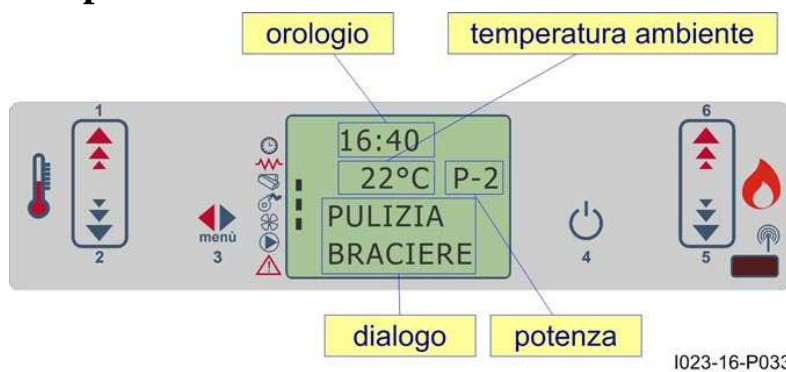 orologio
temperatura ambiente
1
6
16:40
22°C P-2
PULIZIA
BRACIERE
menù
2
3
4
5
dialogo
potenza
I023-16-P033